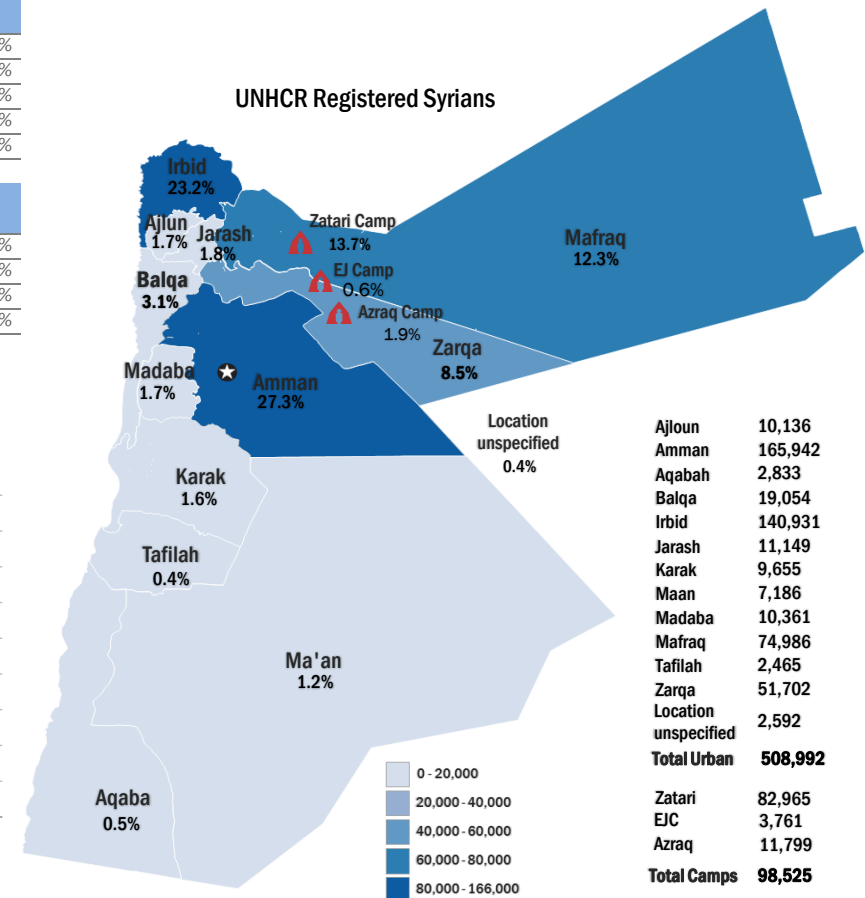 %
%
%
%
%
%
%
%
%
UNHCR Registered Syrians
Irbid
23.2%
Ajlun
1.7%
Jarash
1.8%
Zatari Camp
13.7%
Mafraq
12.3%
EJ Camp
0.6%
Balqa
3.1%
Azraq Camp
1.9%
Zarqa
8.5%
Madaba
1.7%
Amman
27.3%
Location
unspecified
0.4%
Karak
1.6%
Tafilah
0.4%
Ma'an
1.2%
Aqaba
0.5%
0 - 20,000
20,000 - 40,000
40,000 - 60,000
60,000 - 80,000
80,000 - 166,000
Ajloun 10,136
Amman 165,942
Aqabah 2,833
Balqa 19,054
Irbid 140,931
Jarash 11,149
Karak 9,655
Maan 7,186
Madaba 10,361
Mafraq 74,986
Tafilah 2,465
Zarqa 51,702
Location
unspecified 2,592
Total Urban 508,992
Zatari 82,965
EJC 3,761
Azraq 11,799
Total Camps 98,525